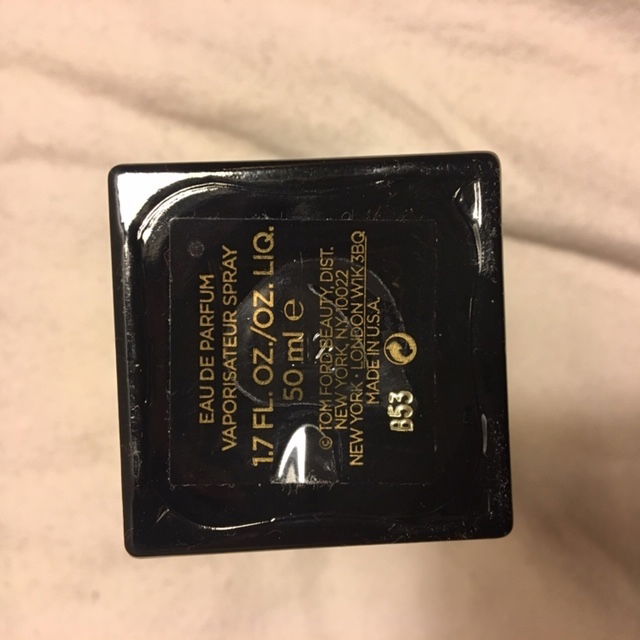 EAU DE PARFUM
VAPORISATEUR SPRAY
1.7 FL. OZ./OZ. LIQ.
50 ml e
© TOM FORD BEAUTY, DIST.
NEW YORK, N.Y. 10022
NEW YORK · LONDON W1K 3BQ
MADE IN U.S.A.
B53